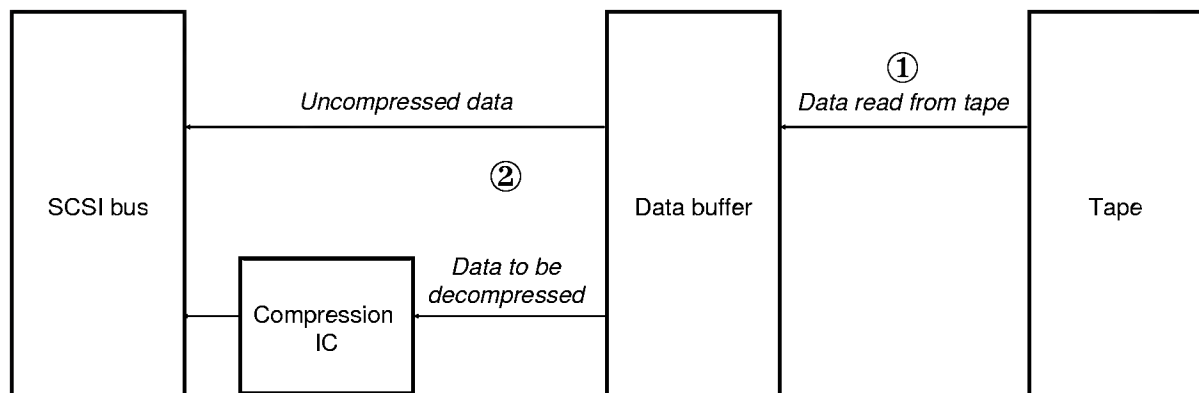 ①
Uncompressed data
Data read from tape
②
SCSI bus
Data buffer
Tape
Data to be
decompressed
Compression
IC